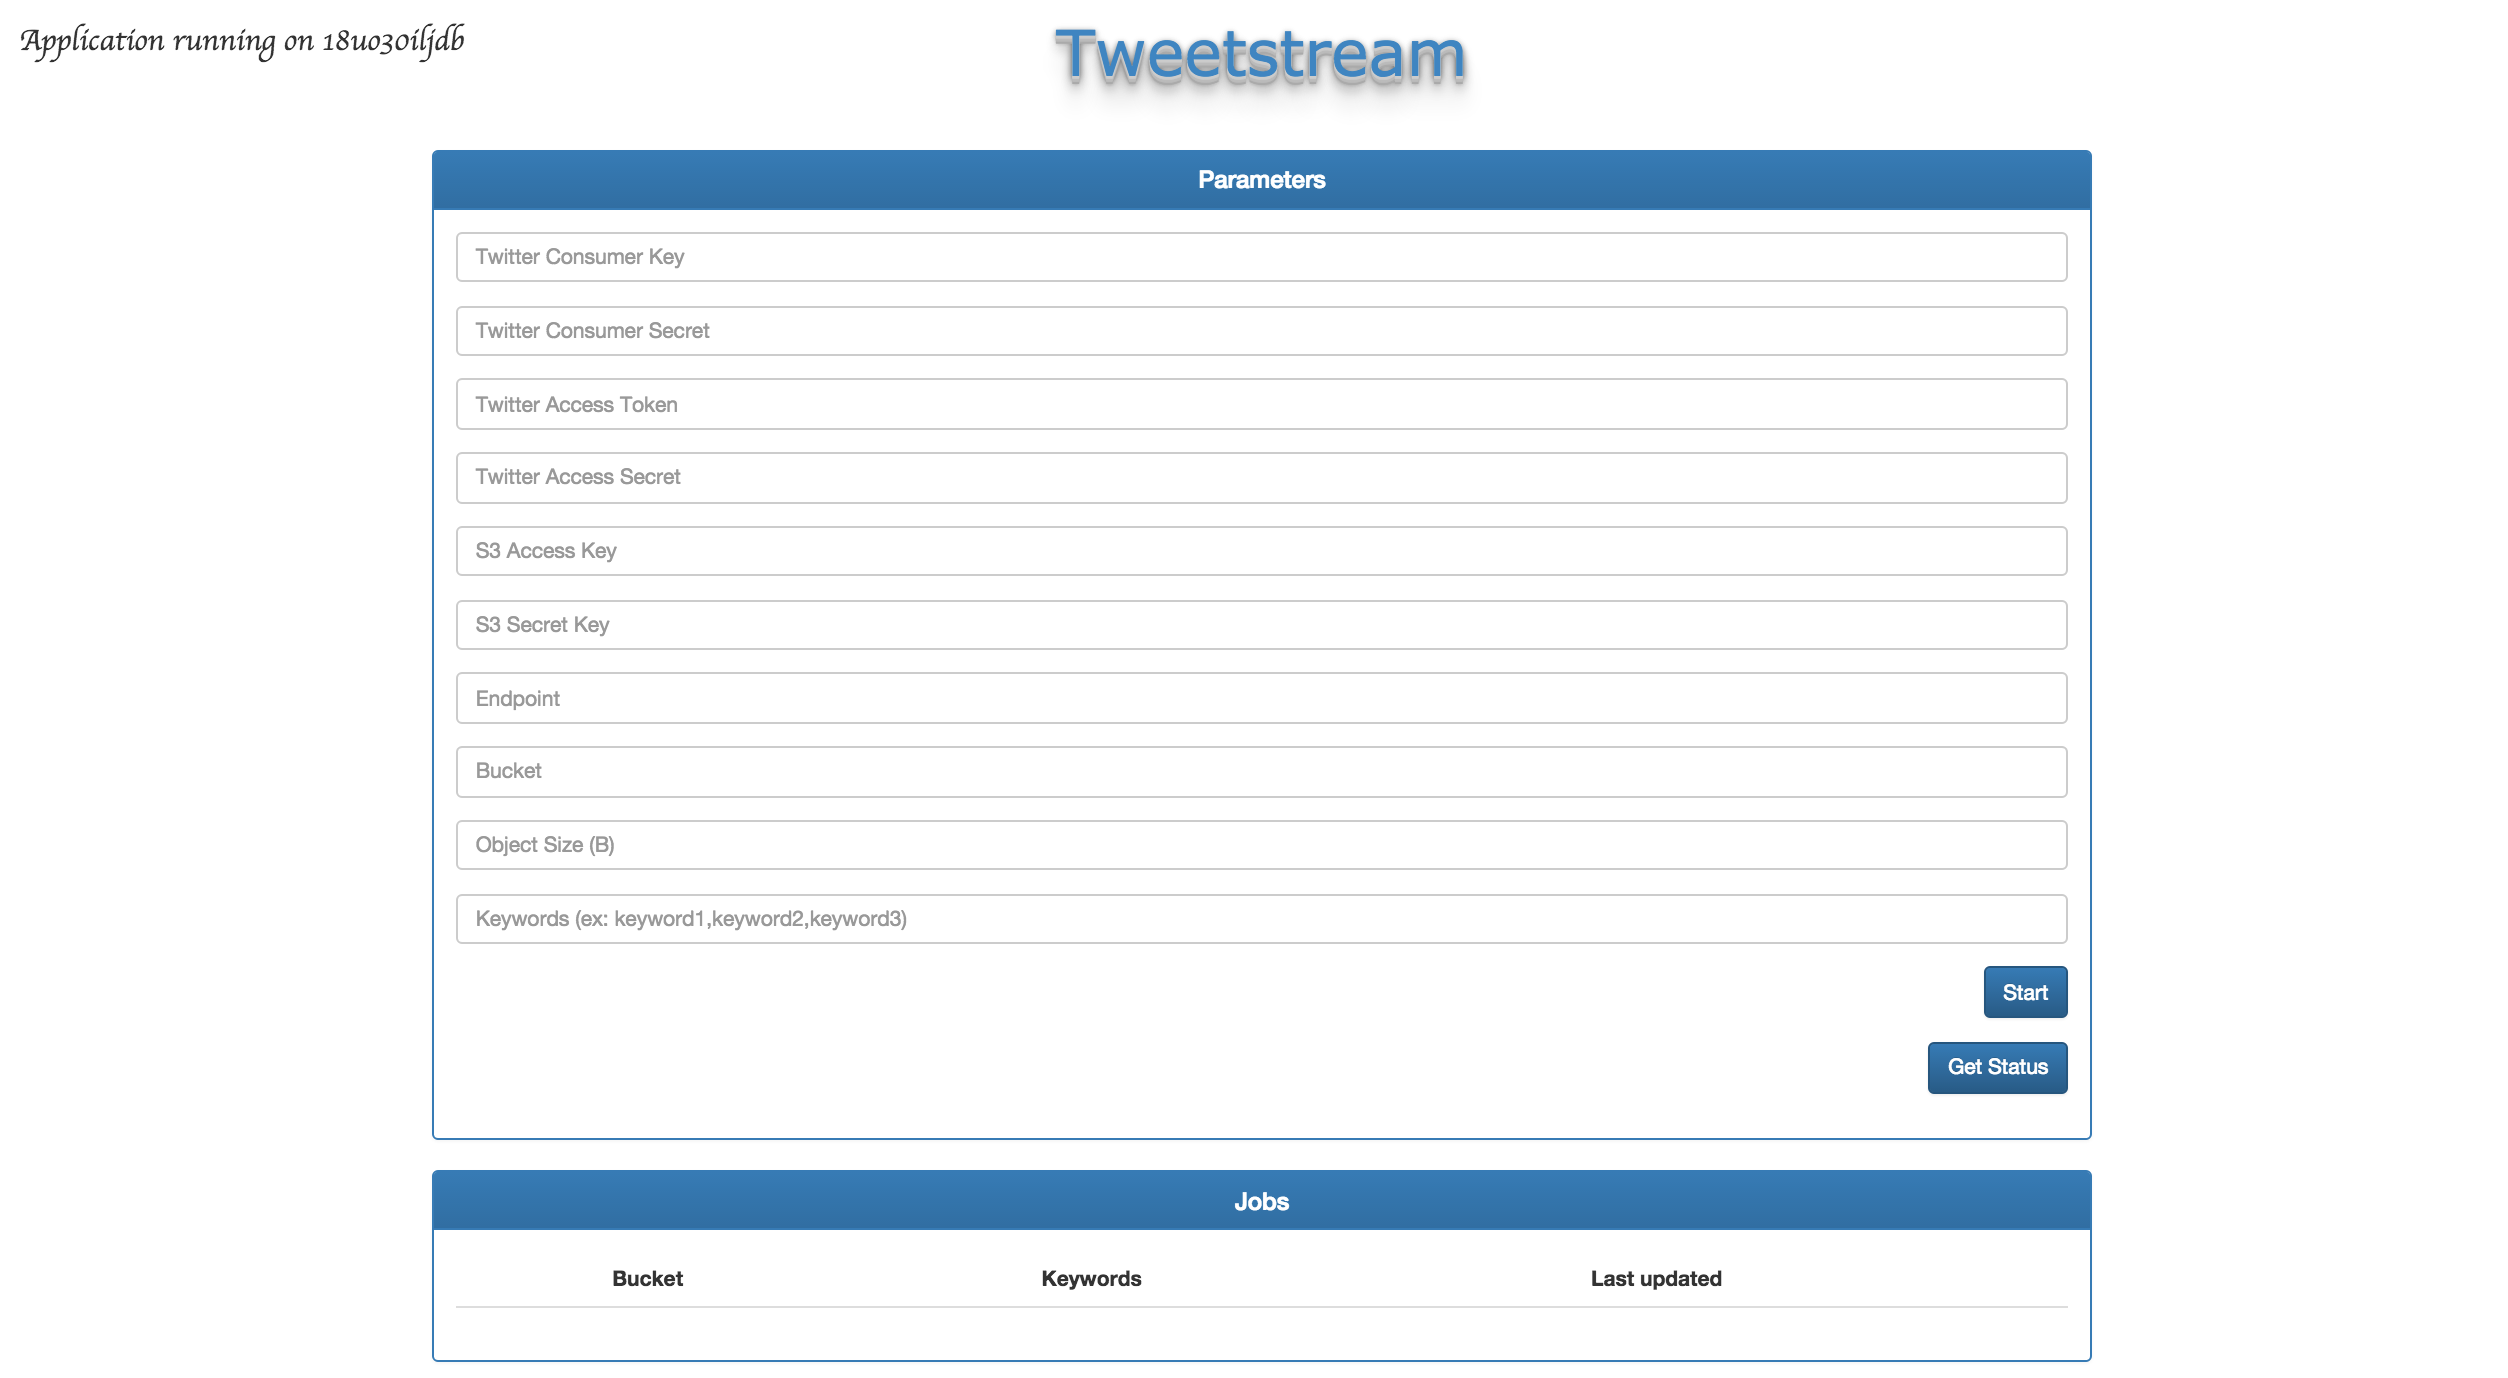 Application running on 18u030iljdb
Tweetstream
Parameters
Twitter Consumer Key
Twitter Consumer Secret
Twitter Access Token
Twitter Access Secret
S3 Access Key
S3 Secret Key
Endpoint
Bucket
Object Size (B)
Keywords (ex: keyword1,keyword2,keyword3)
Start
Get Status
Jobs
Bucket Keywords Last updated